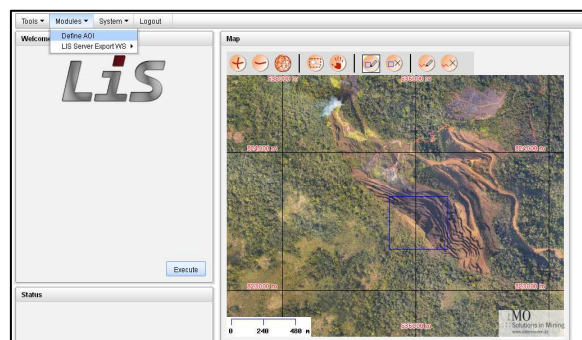 Tools Modules System Logout
Define AOI
LIS Server Export WS
Welcome
LiS
Execute
Status
Map
0 240 480 m
IMO
Solutions in Mining